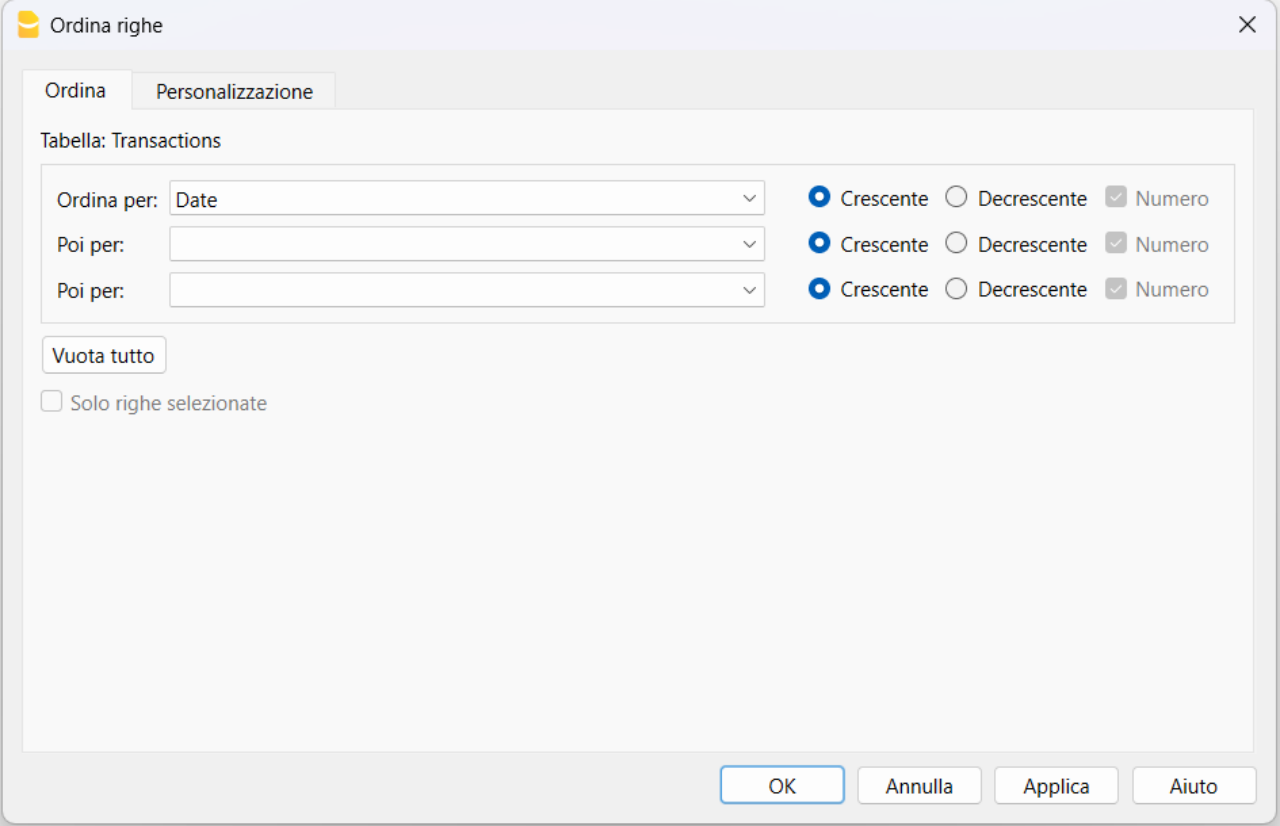 Ordina righe
Ordina Personalizzazione
Tabella: Transactions
Ordina per: Date Crescente Decrescente Numero
Poi per: Crescente Decrescente Numero
Poi per: Crescente Decrescente Numero
Vuota tutto
Solo righe selezionate
OK Annulla Applica Aiuto